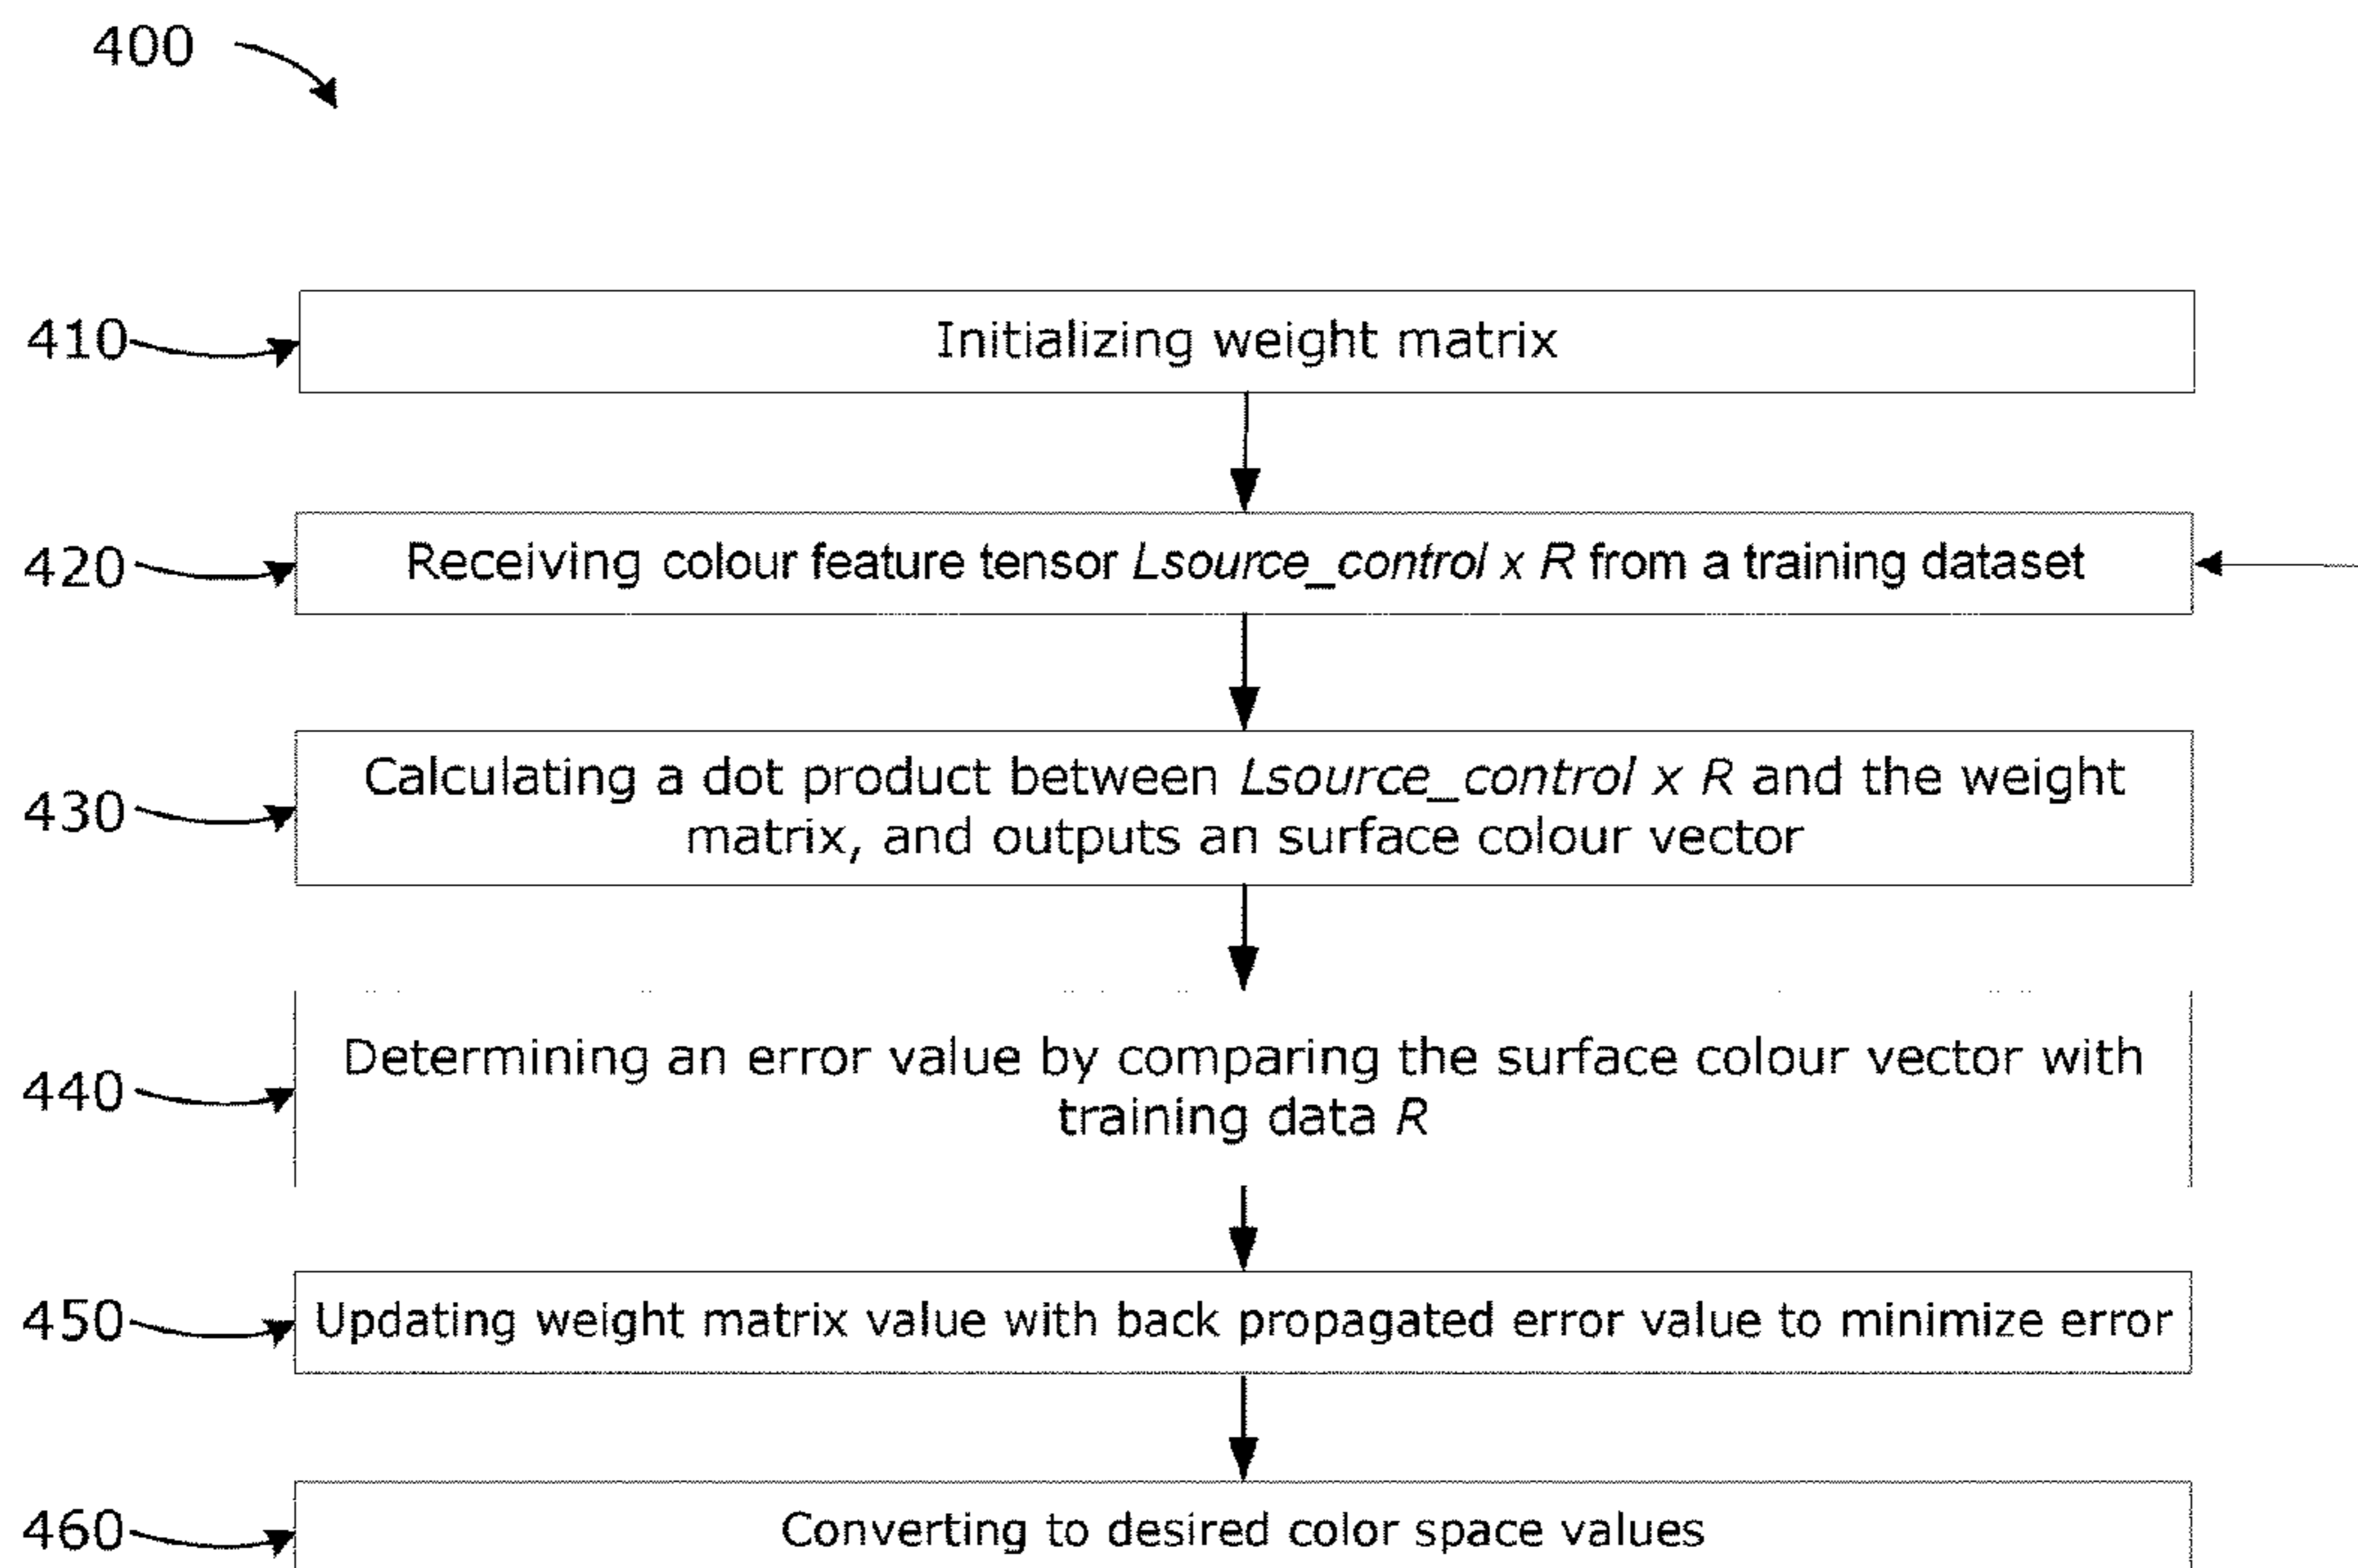 400
410
Initializing weight matrix
420
Receiving colour feature tensor Lsource_control x R from a training dataset
430
Calculating a dot product between Lsource_control x R and the weight
matrix, and outputs an surface colour vector
440
Determining an error value by comparing the surface colour vector with
training data R
450
Updating weight matrix value with back propagated error value to minimize error
460
Converting to desired color space values